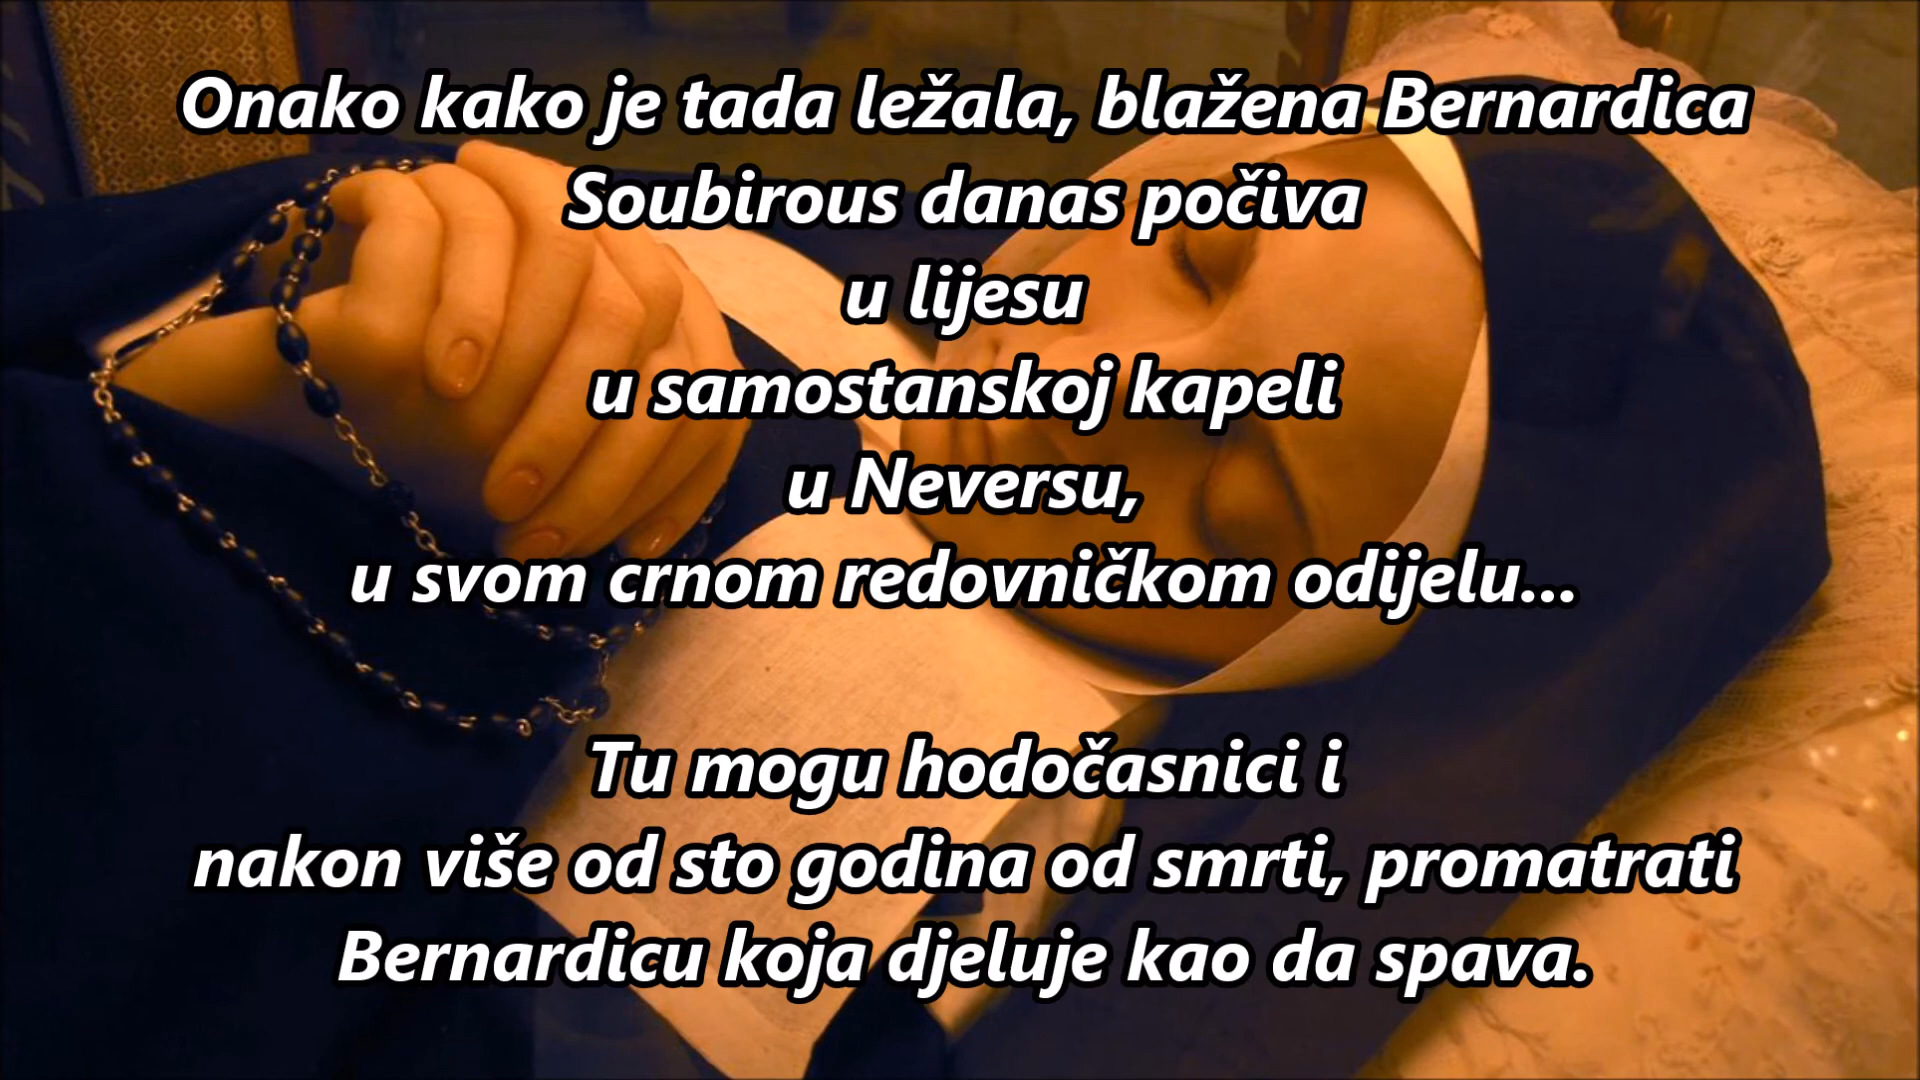 Onako kako je tada ležala, blažena Bernardica
Soubirous danas počiva
u lijesu
u samostanskoj kapeli
u Neversu,
u svom crnom redovničkom odijelu...
Tu mogu hodočasnici i
nakon više od sto godina od smrti, promatrati
Bernardicu koja djeluje kao da spava.